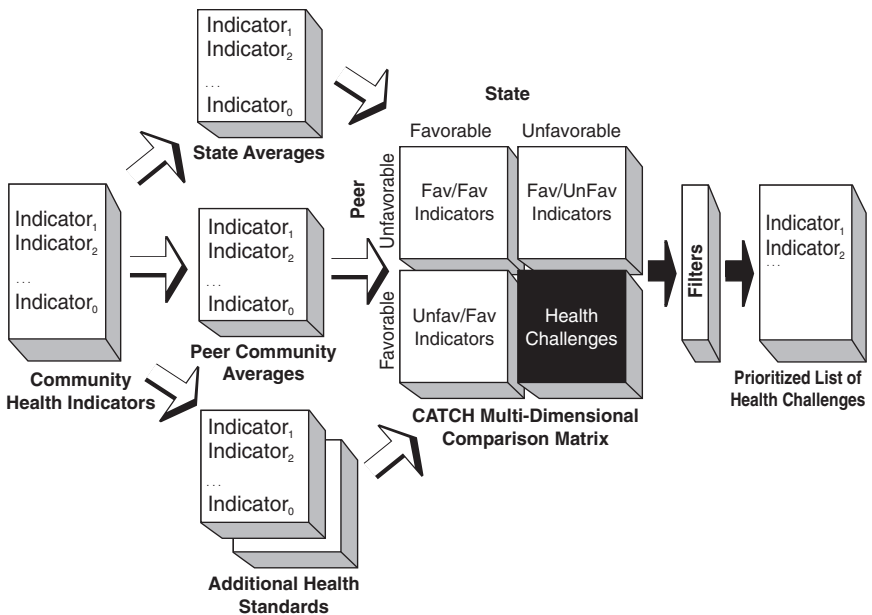 Indicator₁
Indicator₂
...
Indicator₀
Community
Health Indicators
Indicator₁
Indicator₂
...
Indicator₀
State Averages
Indicator₁
Indicator₂
...
Indicator₀
Peer Community
Averages
Indicator₁
Indicator₂
...
Indicator₀
Additional Health
Standards
State
Favorable
Unfavorable
Peer
Unfavorable
Favorable
Fav/Fav
Indicators
Fav/UnFav
Indicators
Unfav/Fav
Indicators
Health
Challenges
CATCH Multi-Dimensional
Comparison Matrix
Filters
Indicator₁
Indicator₂
...
Prioritized List of
Health Challenges